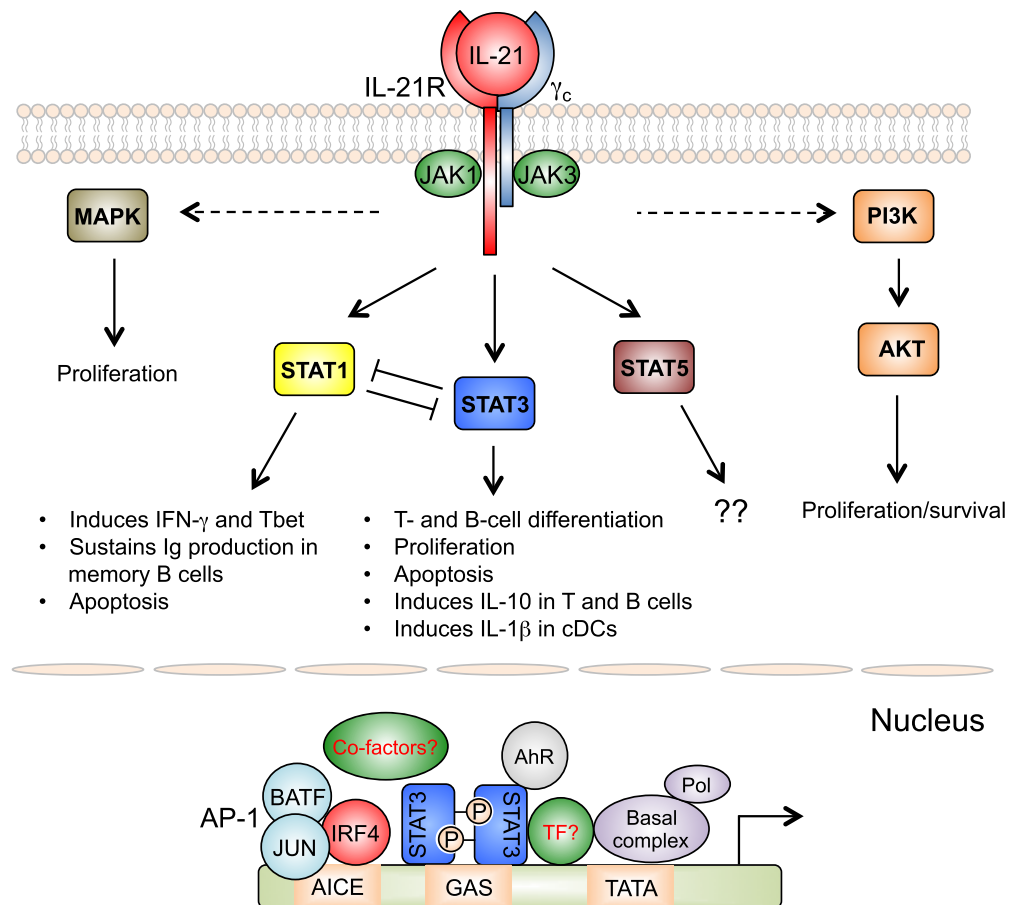 IL-21
IL-21R
γc
JAK1
JAK3
MAPK
PI3K
Proliferation
STAT1
STAT3
STAT5
AKT
• Induces IFN-γ and Tbet
• Sustains Ig production in
memory B cells
• Apoptosis
• T- and B-cell differentiation
• Proliferation
• Apoptosis
• Induces IL-10 in T and B cells
• Induces IL-1β in cDCs
??
Proliferation/survival
Nucleus
Co-factors?
AhR
AP-1
BATF
JUN
IRF4
STAT3
P
P
STAT3
TF?
Basal
complex
Pol
AICE
GAS
TATA